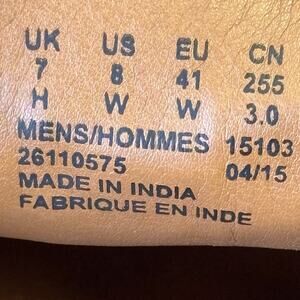 UK US EU CN
7 8 41 255
H W W 3.0
MENS/HOMMES 15103
26110575 04/15
MADE IN INDIA
FABRIQUE EN INDE